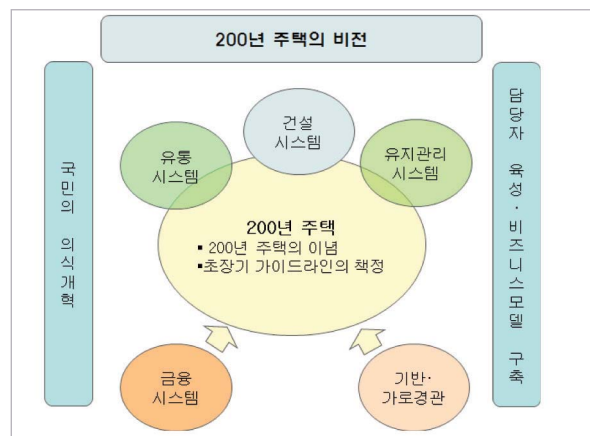 200년 주택의 비전
국민의 의식개혁
담당자 육성·비즈니스모델 구축
건설
시스템
유통
시스템
유지관리
시스템
200년 주택
▪ 200년 주택의 이념
▪초장기 가이드라인의 책정
금융
시스템
기반·
가로경관